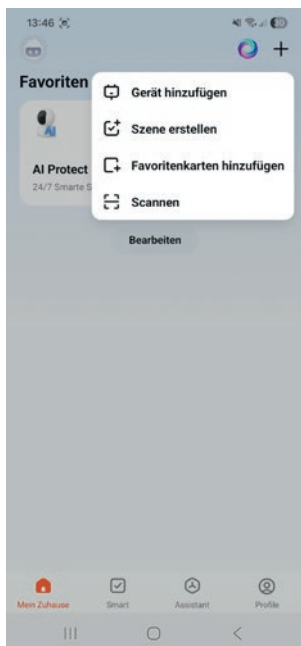 13:46
Favoriten
Gerät hinzufügen
Szene erstellen
Favoritenkarten hinzufügen
Scannen
AI
AI Protect
24/7 Smarte S
Bearbeiten
Mein Zuhause
Smart
Assistant
Profile